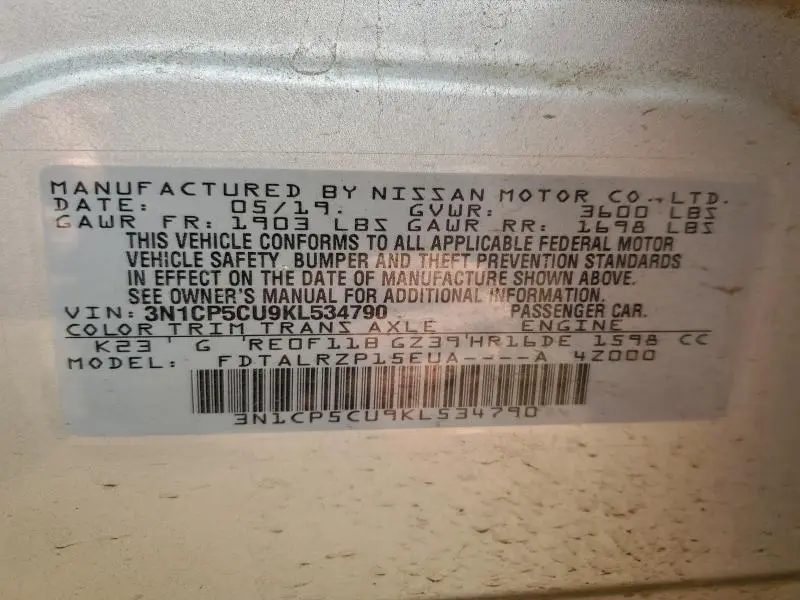 MANUFACTURED BY NISSAN MOTOR CO., LTD.
DATE: 05/19. GVWR: 3600 LBS
GAWR FR: 1903 LBS GAWR RR: 1698 LBS
THIS VEHICLE CONFORMS TO ALL APPLICABLE FEDERAL MOTOR
VEHICLE SAFETY, BUMPER AND THEFT PREVENTION STANDARDS
IN EFFECT ON THE DATE OF MANUFACTURE SHOWN ABOVE.
SEE OWNER'S MANUAL FOR ADDITIONAL INFORMATION.
VIN: 3N1CP5CU9KL534790 PASSENGER CAR.
COLOR TRIM TRANS AXLE ENGINE
K23 ' G 'RE0F11B GZ39'HR16DE 1598 CC
MODEL: FDTALRZP15EUA----A 4Z000
3N1CP5CU9KL534790